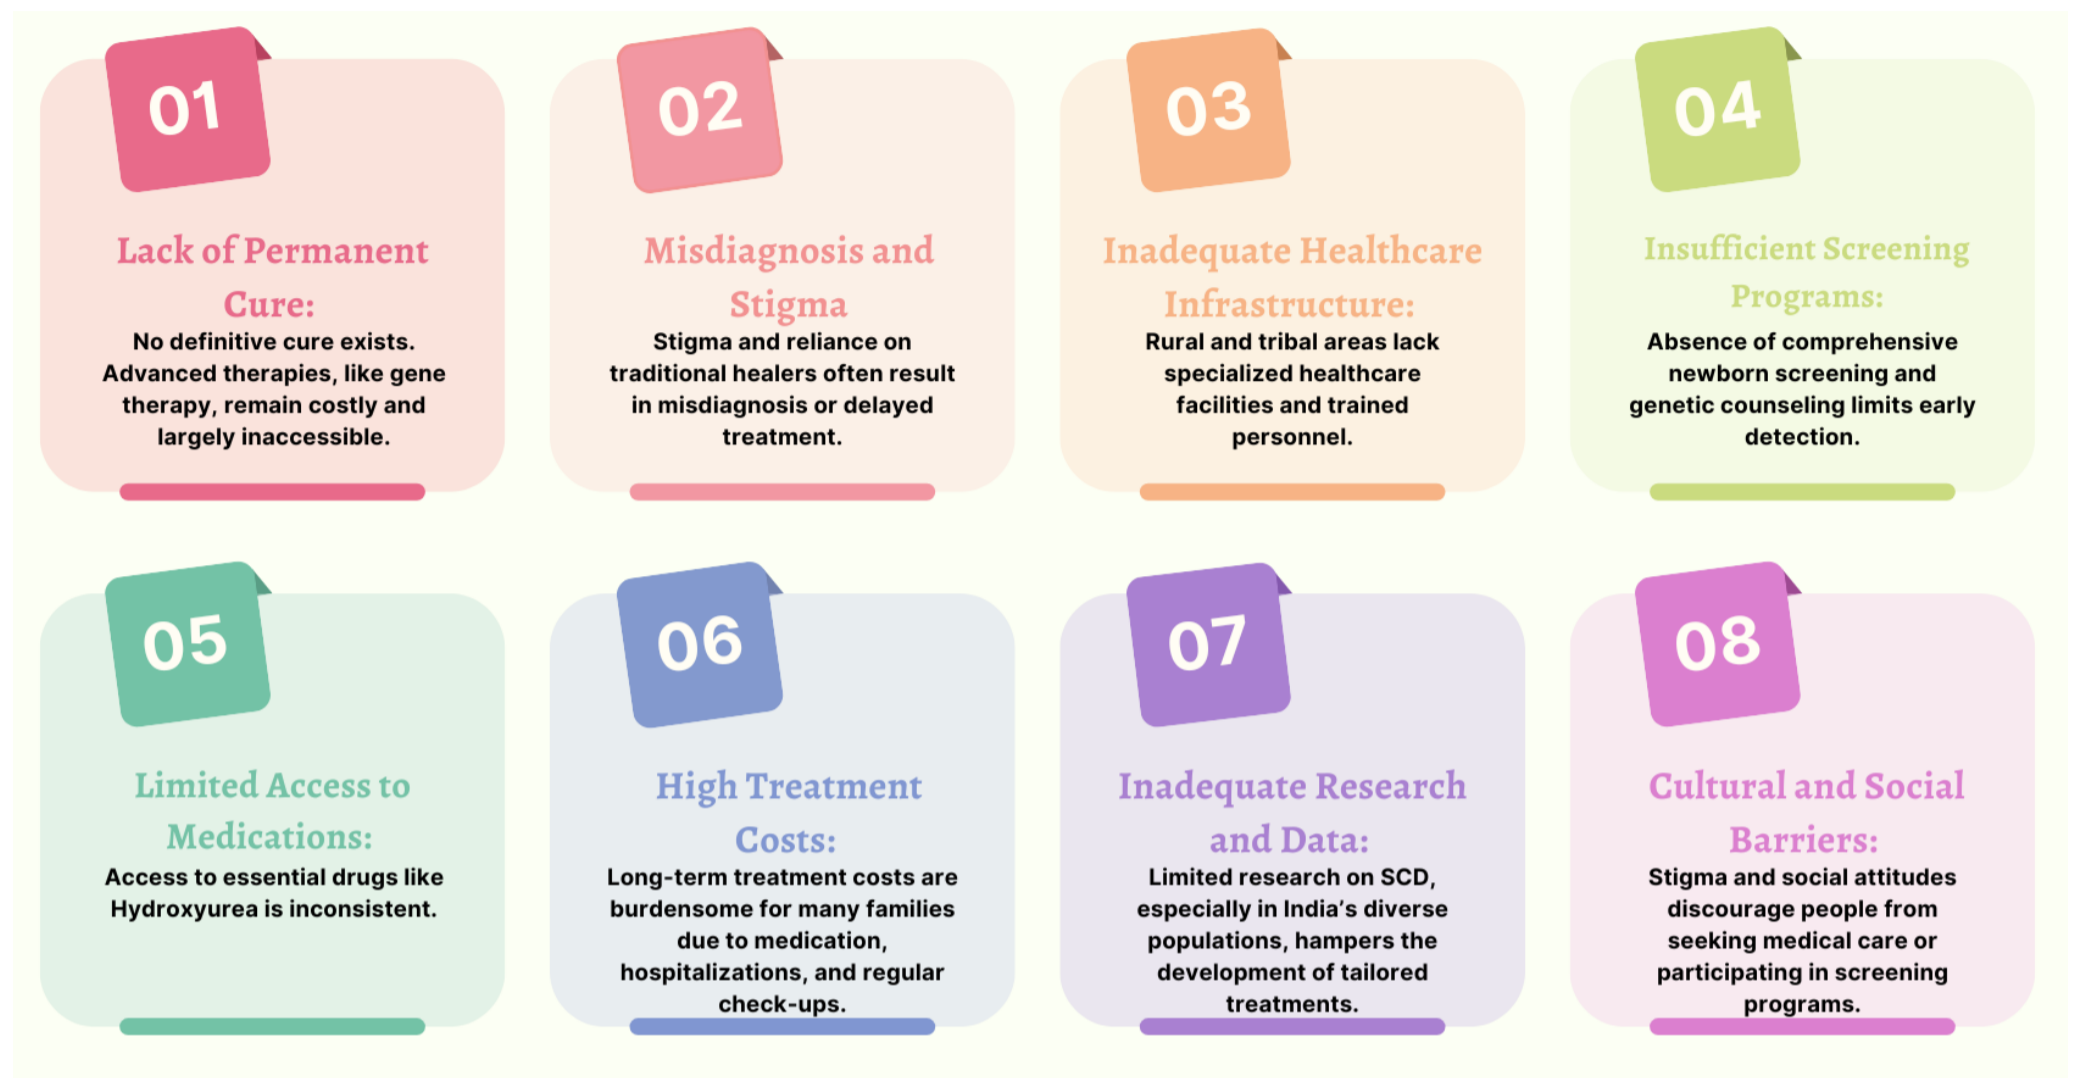 01
Lack of Permanent
Cure:
No definitive cure exists.
Advanced therapies, like gene
therapy, remain costly and
largely inaccessible.
02
Misdiagnosis and
Stigma
Stigma and reliance on
traditional healers often result
in misdiagnosis or delayed
treatment.
03
Inadequate Healthcare
Infrastructure:
Rural and tribal areas lack
specialized healthcare
facilities and trained
personnel.
04
Insufficient Screening
Programs:
Absence of comprehensive
newborn screening and
genetic counseling limits early
detection.
05
Limited Access to
Medications:
Access to essential drugs like
Hydroxyurea is inconsistent.
06
High Treatment
Costs:
Long-term treatment costs are
burdensome for many families
due to medication,
hospitalizations, and regular
check-ups.
07
Inadequate Research
and Data:
Limited research on SCD,
especially in India’s diverse
populations, hampers the
development of tailored
treatments.
08
Cultural and Social
Barriers:
Stigma and social attitudes
discourage people from
seeking medical care or
participating in screening
programs.